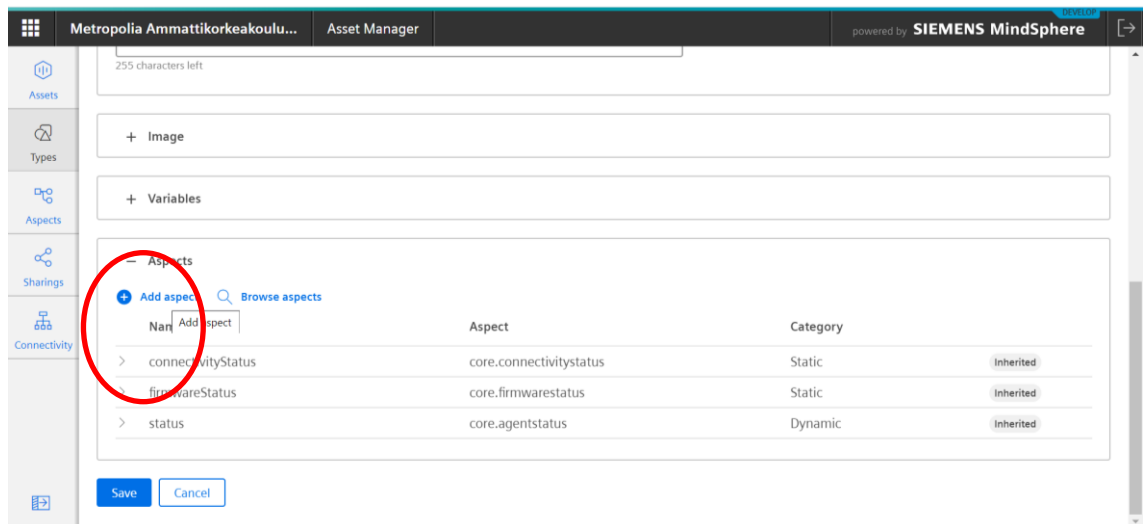 DEVELOP
Metropolia Ammattikorkeakoulu... Asset Manager powered by SIEMENS MindSphere
255 characters left
Assets
+ Image
Types
+ Variables
Aspects
− Aspects
Sharings
Add aspect Browse aspects
Add aspect
Nam Aspect Category
Connectivity
connectivityStatus core.connectivitystatus Static Inherited
firmwareStatus core.firmwarestatus Static Inherited
status core.agentstatus Dynamic Inherited
Save Cancel